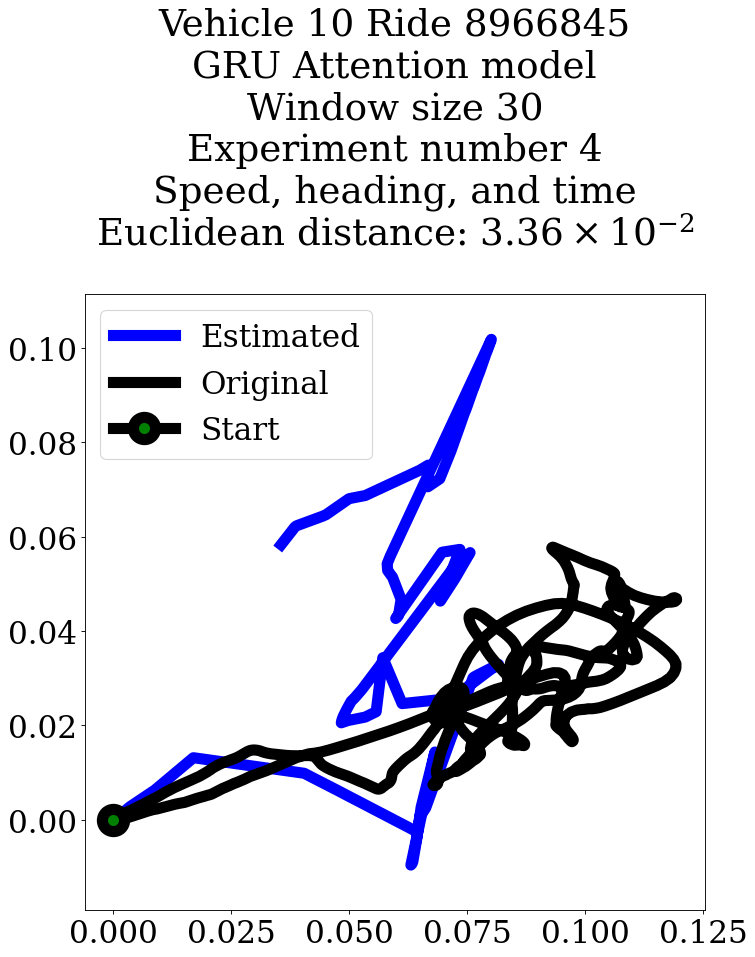 Vehicle 10 Ride 8966845
GRU Attention model
Window size 30
Experiment number 4
Speed, heading, and time
Euclidean distance: 3.36 × 10⁻²
Estimated
Original
Start
0.10
0.08
0.06
0.04
0.02
0.00
0.000 0.025 0.050 0.075 0.100 0.125